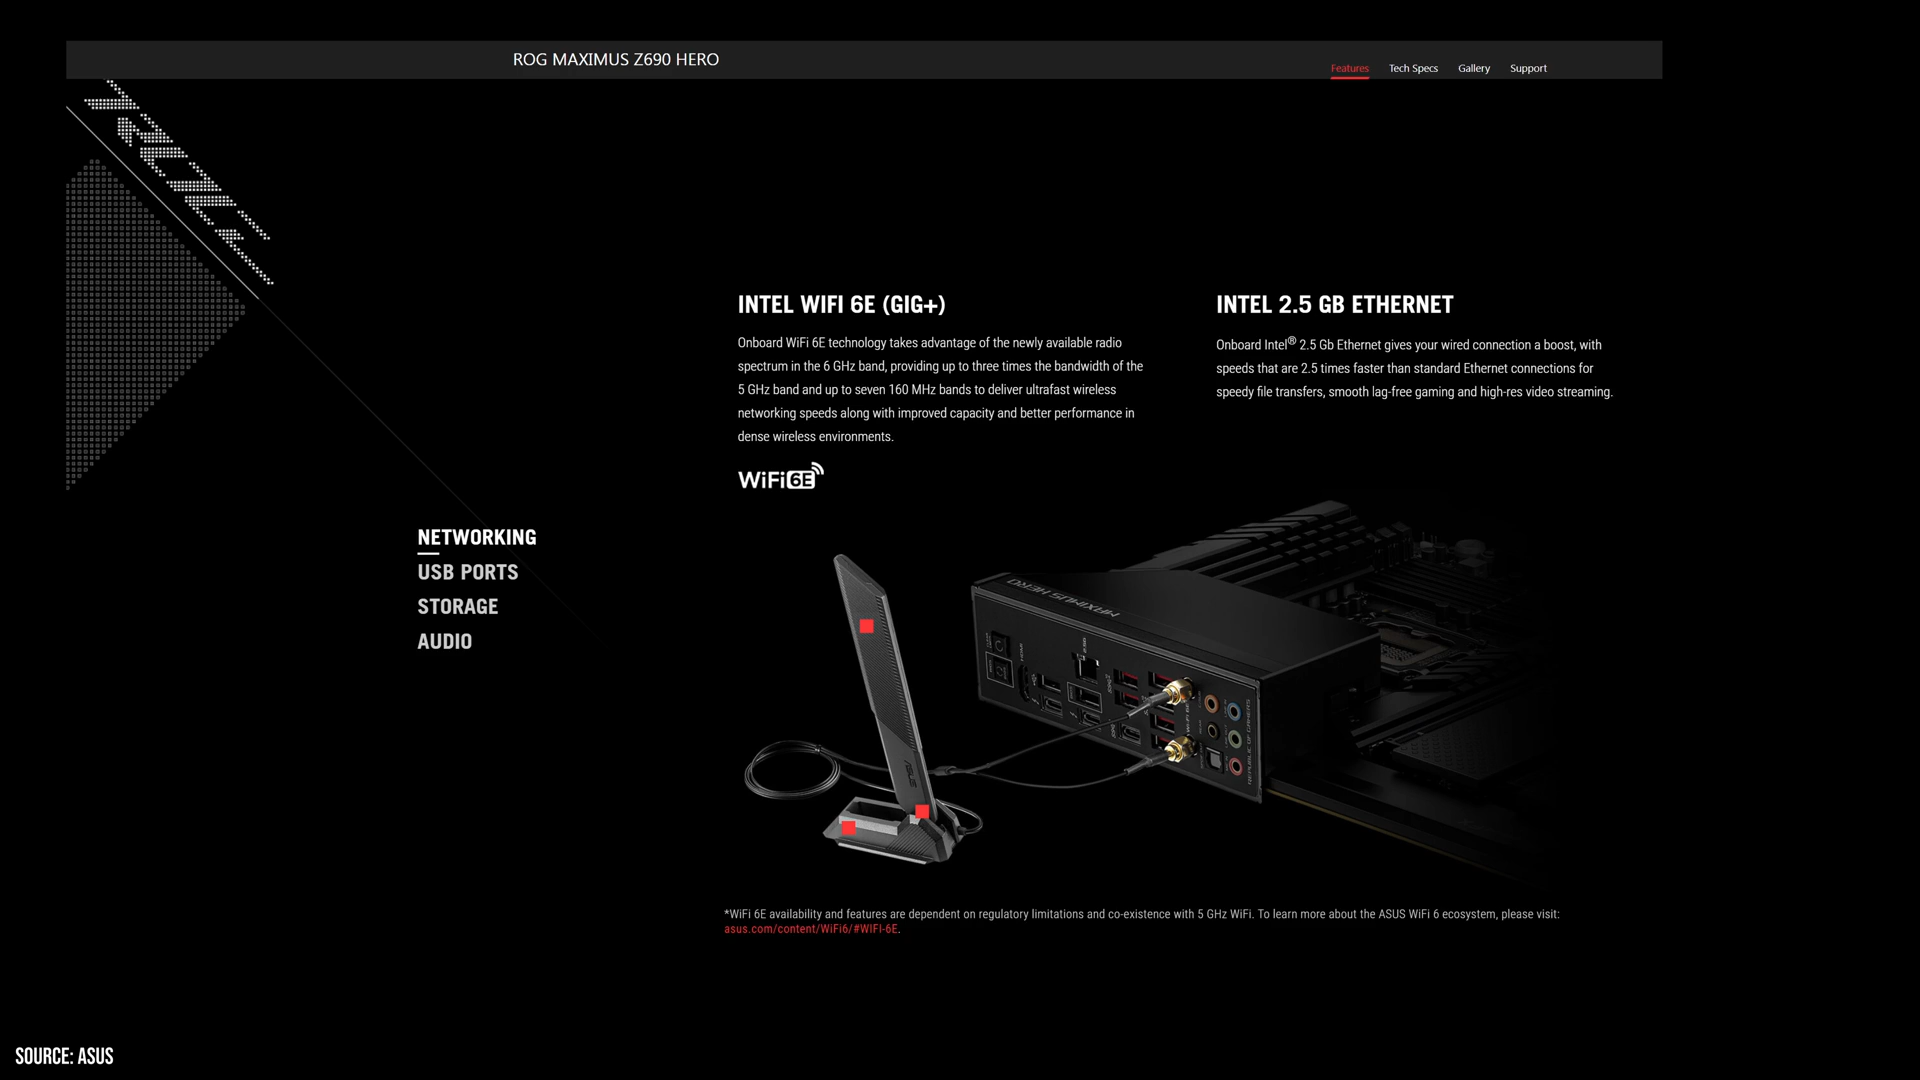 ROG MAXIMUS Z690 HERO
Features Tech Specs Gallery Support
INTEL WIFI 6E (GIG+)
Onboard WiFi 6E technology takes advantage of the newly available radio
spectrum in the 6 GHz band, providing up to three times the bandwidth of the
5 GHz band and up to seven 160 MHz bands to deliver ultrafast wireless
networking speeds along with improved capacity and better performance in
dense wireless environments.
WiFi 6E
INTEL 2.5 GB ETHERNET
Onboard Intel® 2.5 Gb Ethernet gives your wired connection a boost, with
speeds that are 2.5 times faster than standard Ethernet connections for
speedy file transfers, smooth lag-free gaming and high-res video streaming.
NETWORKING
USB PORTS
STORAGE
AUDIO
MAXIMUS HERO
REPUBLIC OF GAMERS
*WiFi 6E availability and features are dependent on regulatory limitations and co-existence with 5 GHz WiFi. To learn more about the ASUS WiFi 6 ecosystem, please visit:
asus.com/content/WiFi6/#WIFI-6E.
SOURCE: ASUS